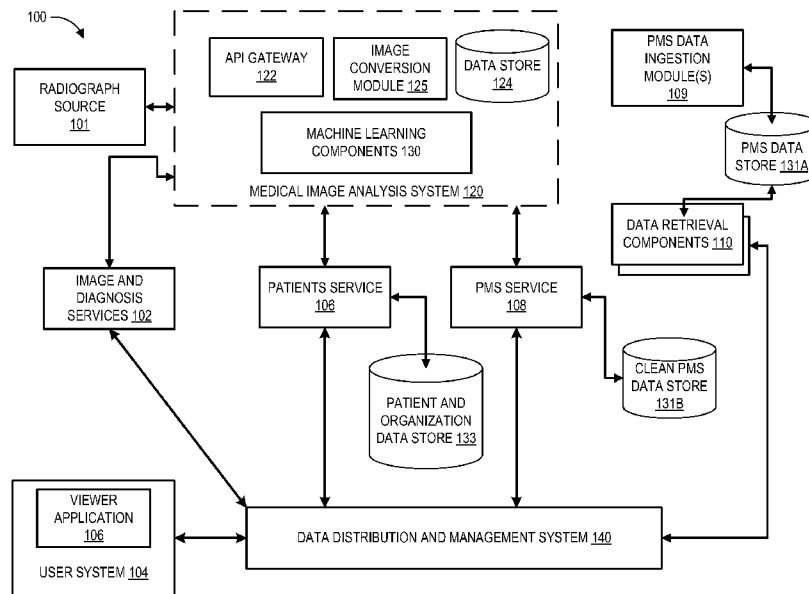 100
RADIOGRAPH
SOURCE
101
API GATEWAY
122
IMAGE
CONVERSION
MODULE 125
DATA STORE
124
MACHINE LEARNING
COMPONENTS 130
MEDICAL IMAGE ANALYSIS SYSTEM 120
PMS DATA
INGESTION
MODULE(S)
109
PMS DATA
STORE 131A
DATA RETRIEVAL
COMPONENTS 110
IMAGE AND
DIAGNOSIS
SERVICES 102
PATIENTS SERVICE
106
PMS SERVICE
108
PATIENT AND
ORGANIZATION
DATA STORE 133
CLEAN PMS
DATA STORE
131B
VIEWER
APPLICATION
106
USER SYSTEM 104
DATA DISTRIBUTION AND MANAGEMENT SYSTEM 140